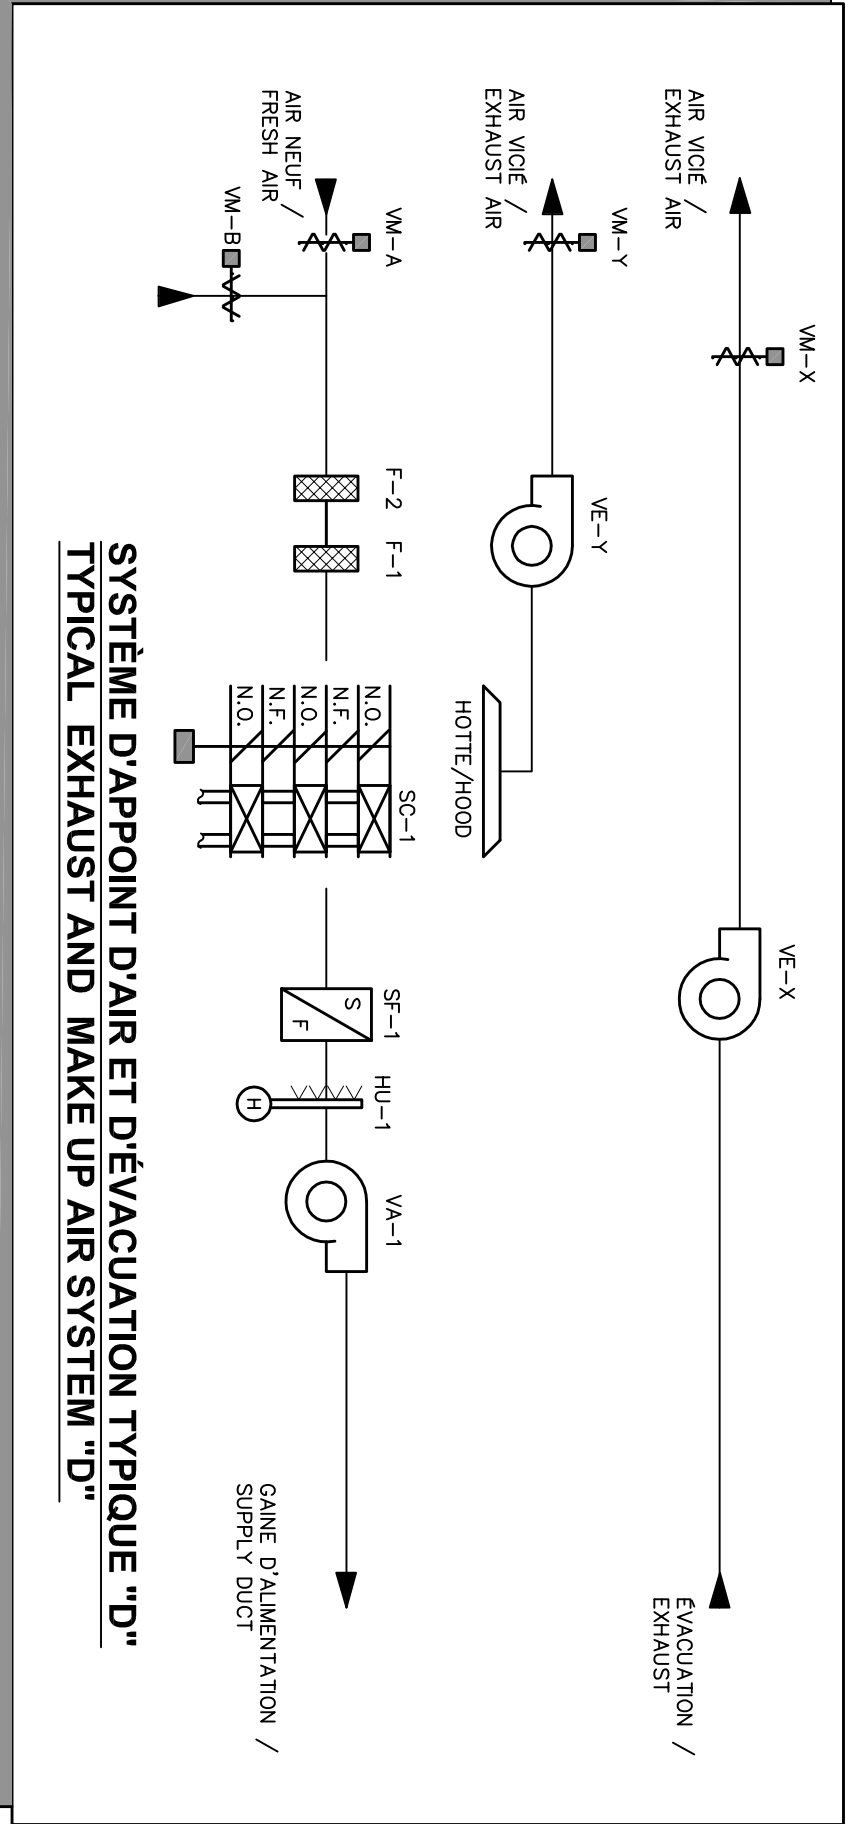 VM-X
VE-X
AIR VICIÉ /
EXHAUST AIR
ÉVACUATION /
EXHAUST
VM-Y
VE-Y
AIR VICIÉ /
EXHAUST AIR
HOTTE/HOOD
VM-A
F-2
F-1
SC-1
SF-1
HU-1
VA-1
N.O.
N.F.
N.O.
N.F.
N.O.
S
F
H
AIR NEUF /
FRESH AIR
VM-B
GAINE D'ALIMENTATION /
SUPPLY DUCT
SYSTÈME D'APPOINT D'AIR ET D'ÉVACUATION TYPIQUE "D"
TYPICAL EXHAUST AND MAKE UP AIR SYSTEM "D"